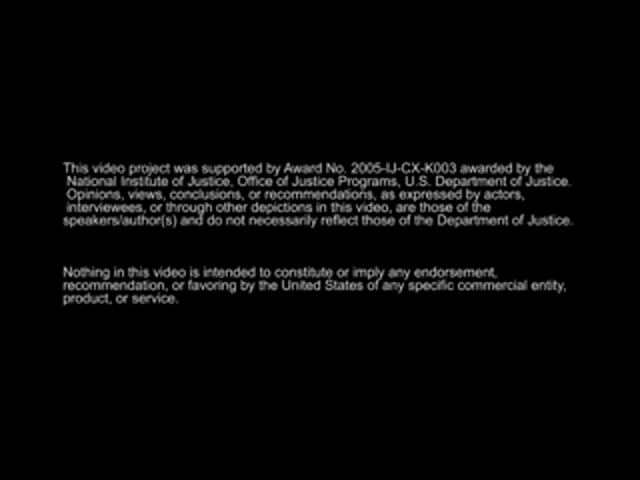 This video project was supported by Award No. 2005-IJ-CX-K003 awarded by the
National Institute of Justice, Office of Justice Programs, U.S. Department of Justice.
Opinions, views, conclusions, or recommendations, as expressed by actors,
interviewees, or through other depictions in this video, are those of the
speakers/author(s) and do not necessarily reflect those of the Department of Justice.
Nothing in this video is intended to constitute or imply any endorsement,
recommendation, or favoring by the United States of any specific commercial entity,
product, or service.